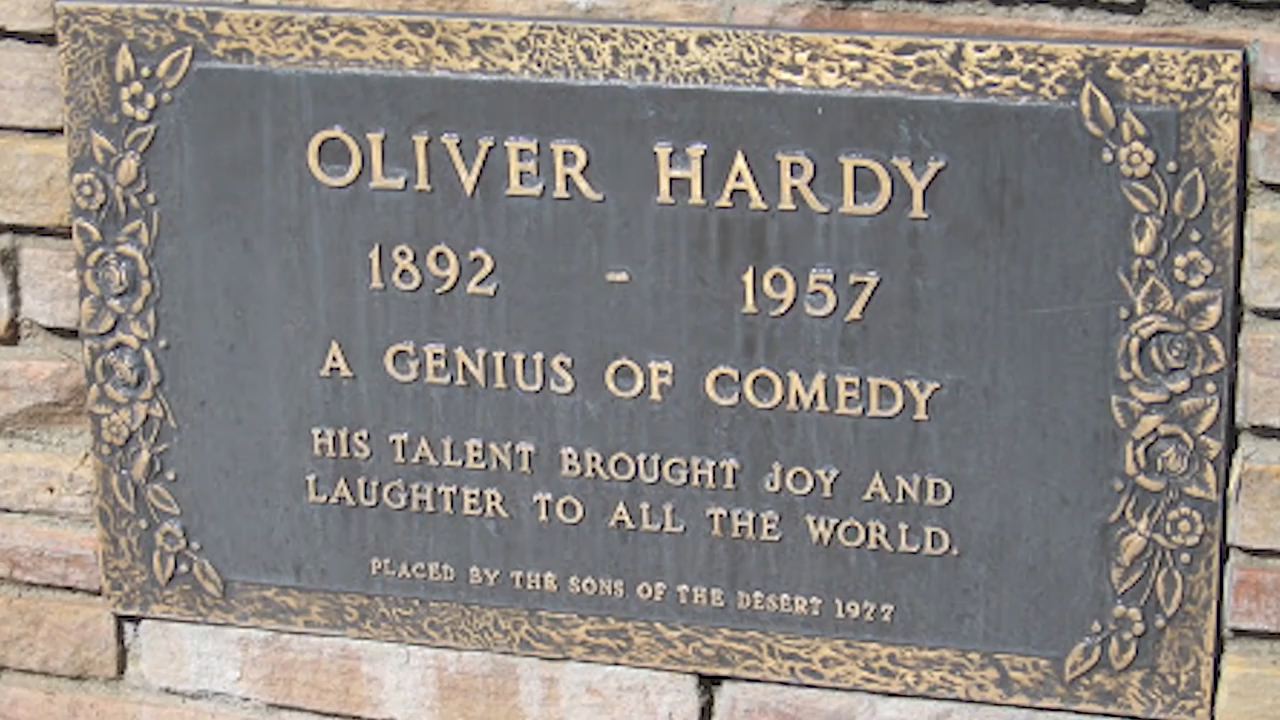 OLIVER HARDY
1892 - 1957
A GENIUS OF COMEDY
HIS TALENT BROUGHT JOY AND
LAUGHTER TO ALL THE WORLD.
PLACED BY THE SONS OF THE DESERT 1977